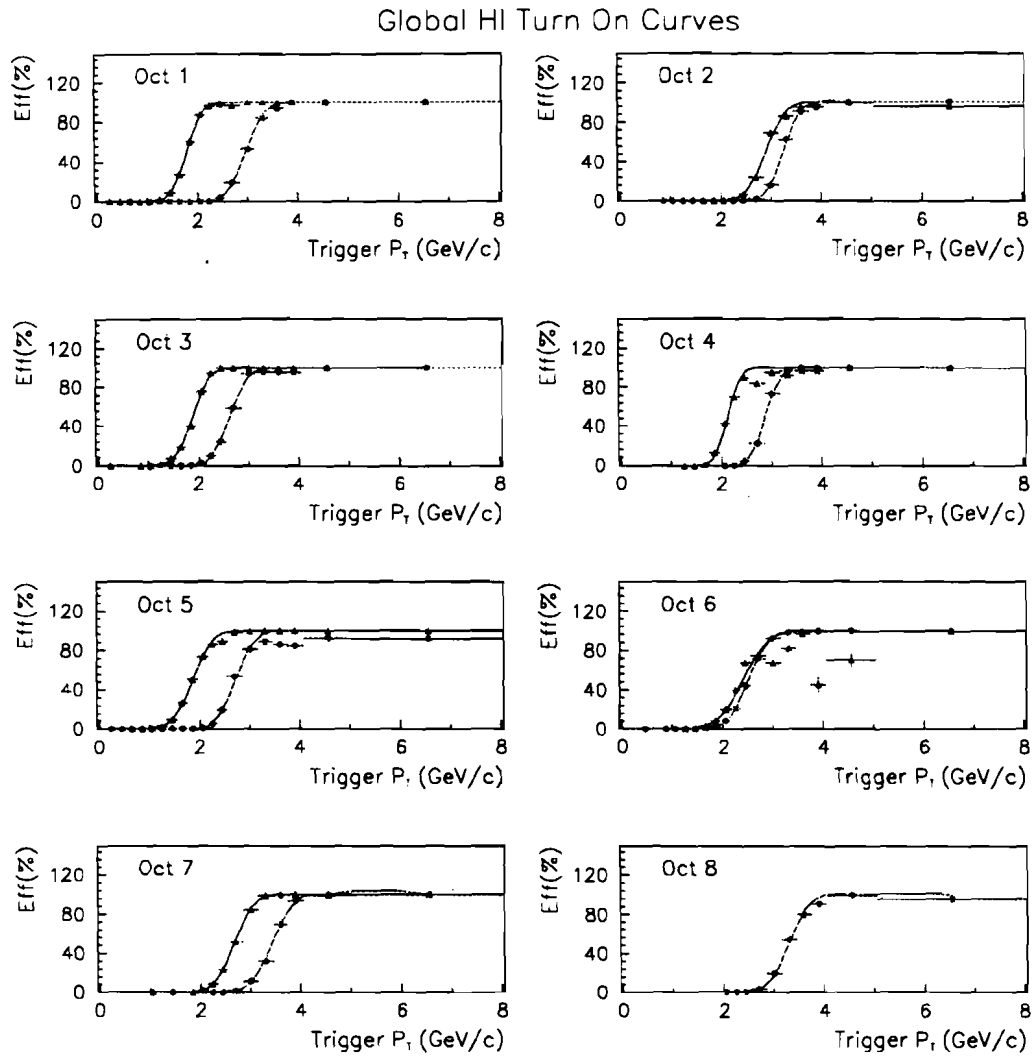 Global HI Turn On Curves
Eff(%)
Oct 1
120
80
40
0
0 2 4 6 8
Trigger P_T (GeV/c)
Eff(%)
Oct 2
120
80
40
0
0 2 4 6 8
Trigger P_T (GeV/c)
Eff(%)
Oct 3
120
80
40
0
0 2 4 6 8
Trigger P_T (GeV/c)
Eff(%)
Oct 4
120
80
40
0
0 2 4 6 8
Trigger P_T (GeV/c)
Eff(%)
Oct 5
120
80
40
0
0 2 4 6 8
Trigger P_T (GeV/c)
Eff(%)
Oct 6
120
80
40
0
0 2 4 6 8
Trigger P_T (GeV/c)
Eff(%)
Oct 7
120
80
40
0
0 2 4 6 8
Trigger P_T (GeV/c)
Eff(%)
Oct 8
120
80
40
0
0 2 4 6 8
Trigger P_T (GeV/c)